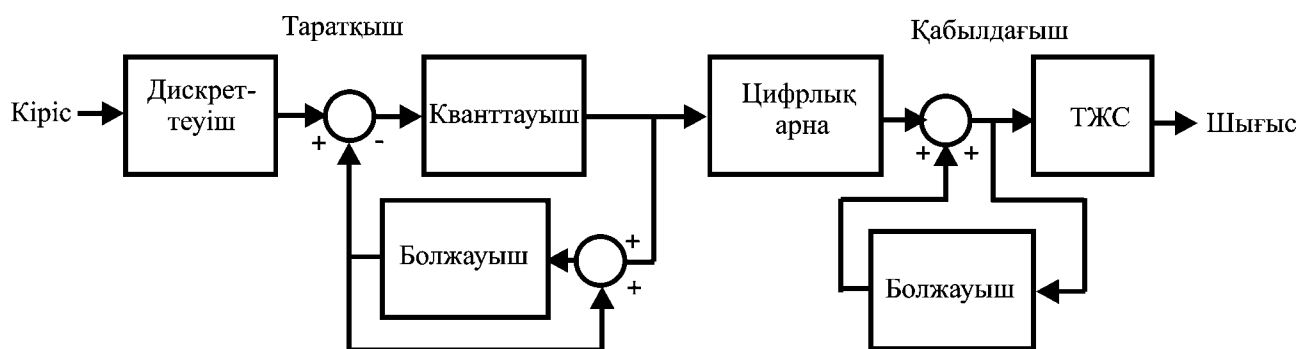 Таратқыш
Қабылдағыш
Кіріс
Дискрет-
теуіш
+
-
Кванттауыш
Цифрлық
арна
+
+
ТЖС
Шығыс
Болжауыш
+
+
Болжауыш